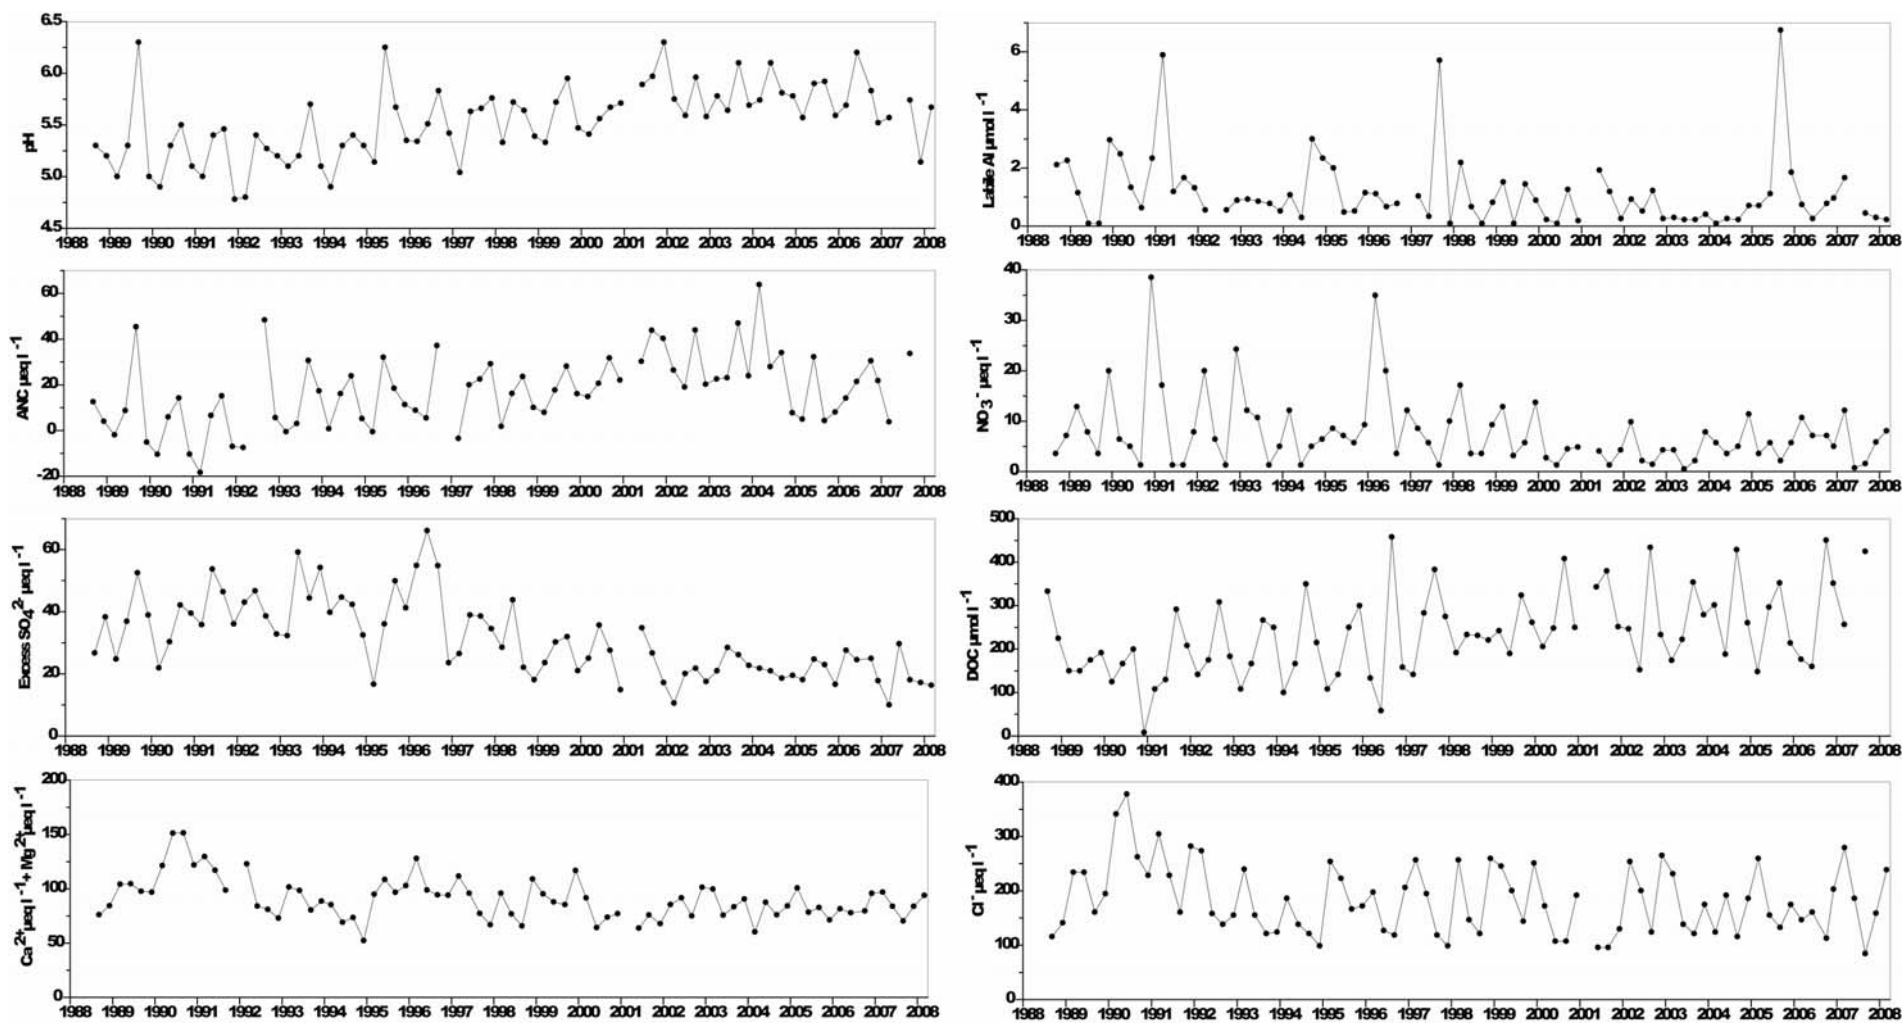 pH
6.5
6.0
5.5
5.0
4.5
1988 1989 1990 1991 1992 1993 1994 1995 1996 1997 1998 1999 2000 2001 2002 2003 2004 2005 2006 2007 2008
Labile Al µmol l⁻¹
6
4
2
0
1988 1989 1990 1991 1992 1993 1994 1995 1996 1997 1998 1999 2000 2001 2002 2003 2004 2005 2006 2007 2008
ANC µeq l⁻¹
60
40
20
0
-20
1988 1989 1990 1991 1992 1993 1994 1995 1996 1997 1998 1999 2000 2001 2002 2003 2004 2005 2006 2007 2008
NO₃⁻ µeq l⁻¹
40
30
20
10
0
1988 1989 1990 1991 1992 1993 1994 1995 1996 1997 1998 1999 2000 2001 2002 2003 2004 2005 2006 2007 2008
Excess SO₄²⁻ µeq l⁻¹
60
40
20
0
1988 1989 1990 1991 1992 1993 1994 1995 1996 1997 1998 1999 2000 2001 2002 2003 2004 2005 2006 2007 2008
DOC µmol l⁻¹
500
400
300
200
100
0
1988 1989 1990 1991 1992 1993 1994 1995 1996 1997 1998 1999 2000 2001 2002 2003 2004 2005 2006 2007 2008
Ca²⁺µeq l⁻¹+ Mg²⁺µeq l⁻¹
200
150
100
50
0
1988 1989 1990 1991 1992 1993 1994 1995 1996 1997 1998 1999 2000 2001 2002 2003 2004 2005 2006 2007 2008
Cl⁻ µeq l⁻¹
400
300
200
100
0
1988 1989 1990 1991 1992 1993 1994 1995 1996 1997 1998 1999 2000 2001 2002 2003 2004 2005 2006 2007 2008